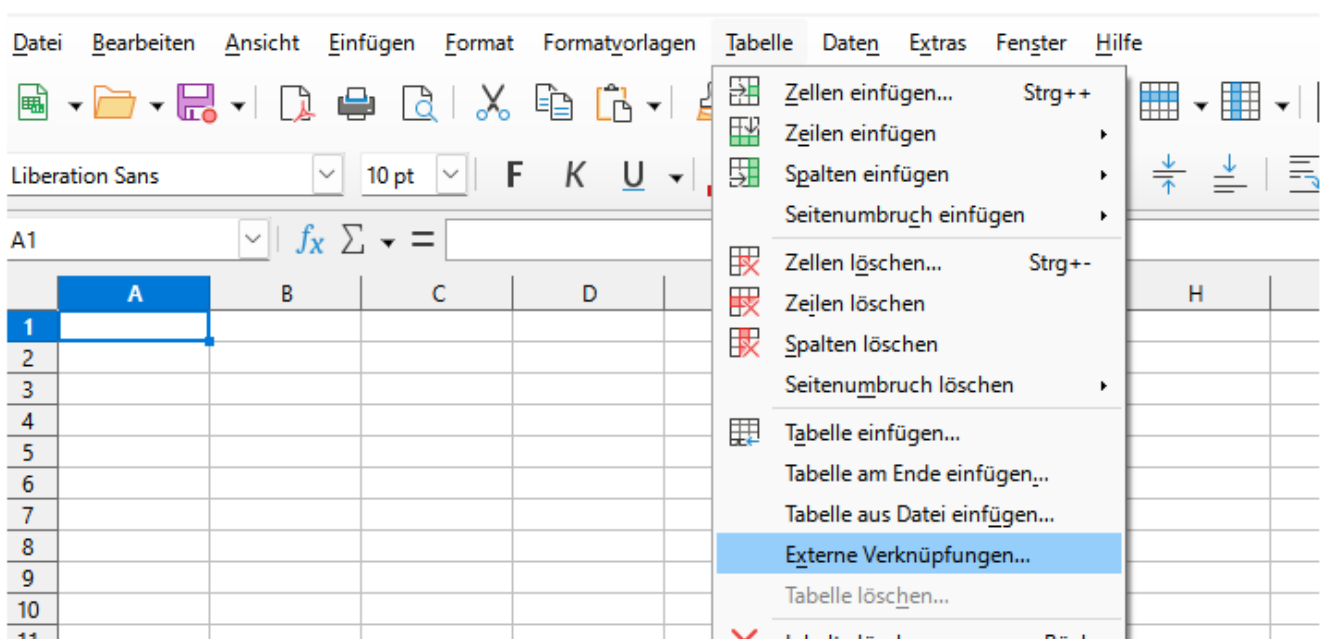 Datei Bearbeiten Ansicht Einfügen Format Formatvorlagen Tabelle Daten Extras Fenster Hilfe
Liberation Sans 10 pt F K U
A1 fx Σ =
A B C D H
1
2
3
4
5
6
7
8
9
10
Zellen einfügen... Strg++
Zeilen einfügen
Spalten einfügen
Seitenumbruch einfügen
Zellen löschen... Strg+-
Zeilen löschen
Spalten löschen
Seitenumbruch löschen
Tabelle einfügen...
Tabelle am Ende einfügen...
Tabelle aus Datei einfügen...
Externe Verknüpfungen...
Tabelle löschen...